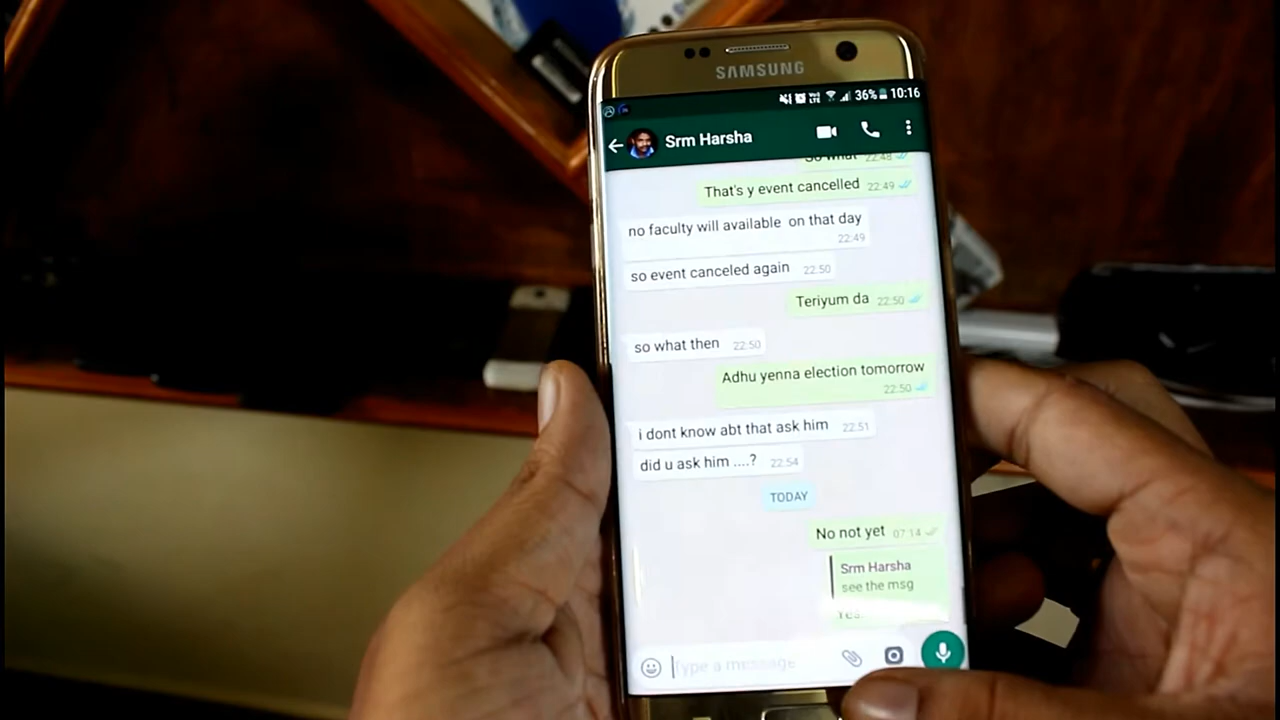 SAMSUNG
36% 10:16
Srm Harsha
So what 22:48
That's y event cancelled 22:49
no faculty will available on that day
22:49
so event canceled again 22:50
Teriyum da 22:50
so what then 22:50
Adhu yenna election tomorrow
22:50
i dont know abt that ask him 22:51
did u ask him ....? 22:54
TODAY
No not yet 07:14
Srm Harsha
see the msg
Yes
Type a message